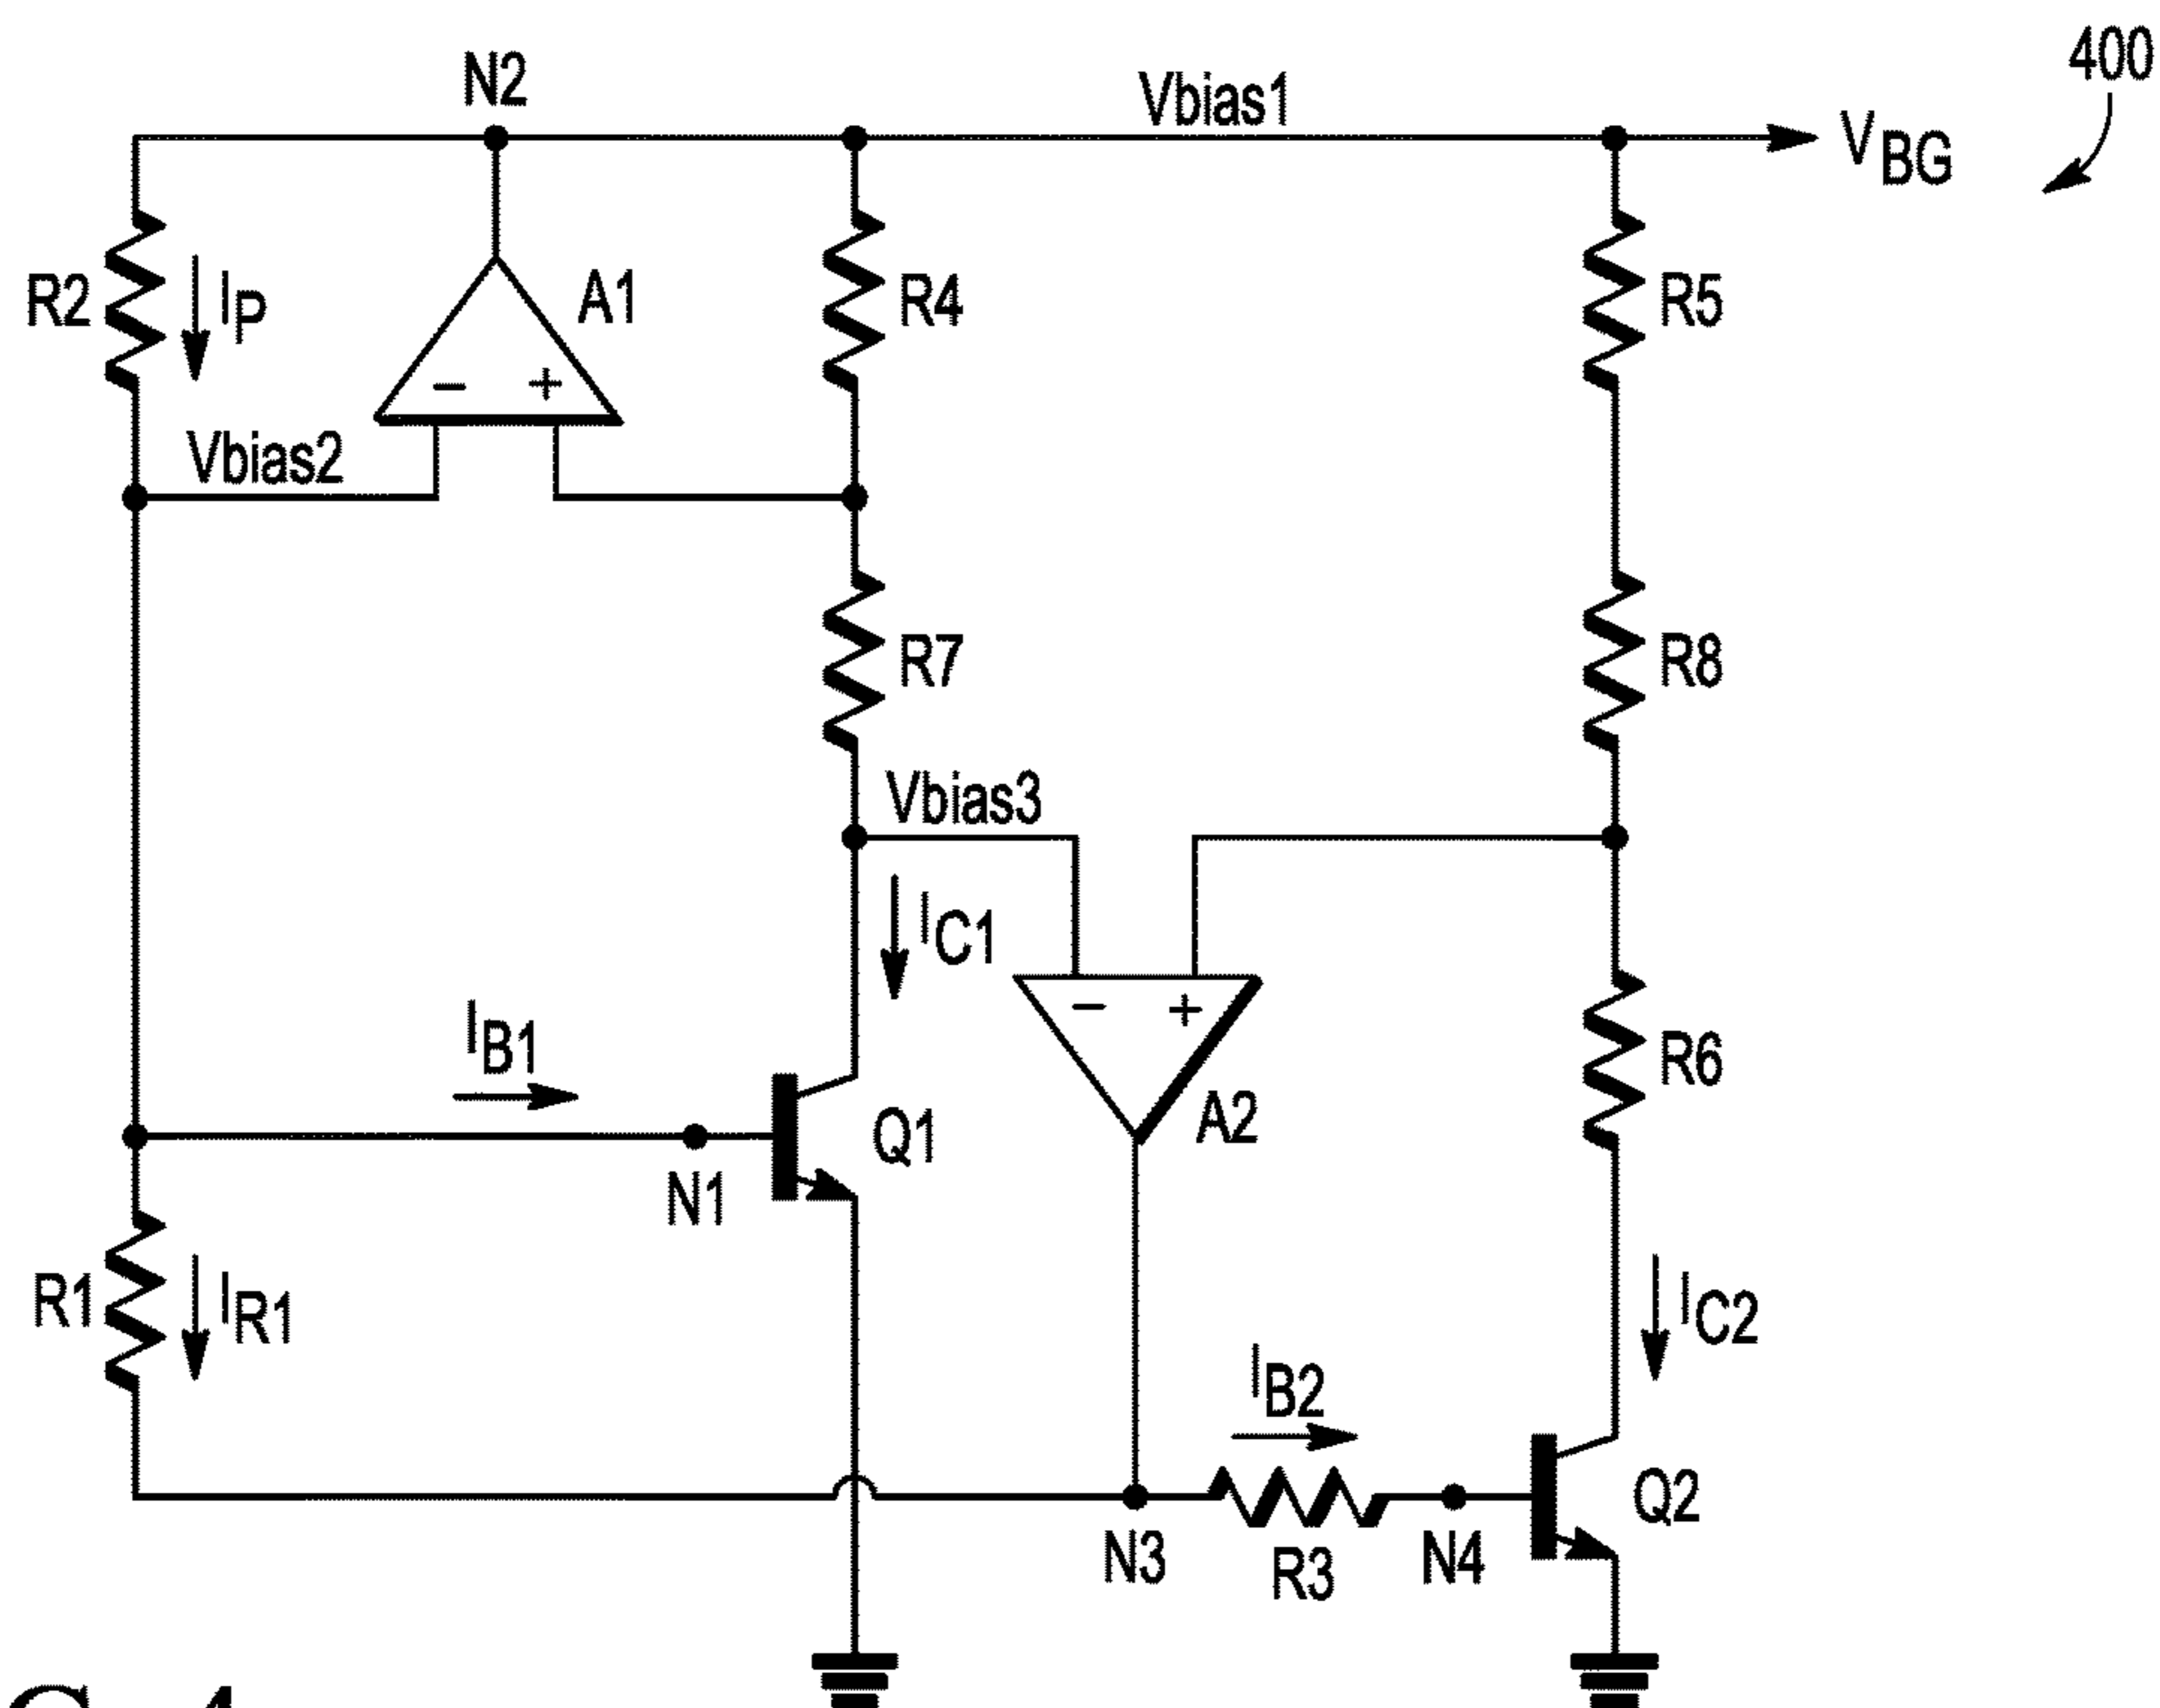 N2
Vbias1
400
VBG
R2
IP
A1
R4
R5
− +
Vbias2
R7
R8
Vbias3
IC1
− +
IB1
R6
A2
Q1
N1
R1
IR1
IC2
IB2
Q2
N3
R3
N4